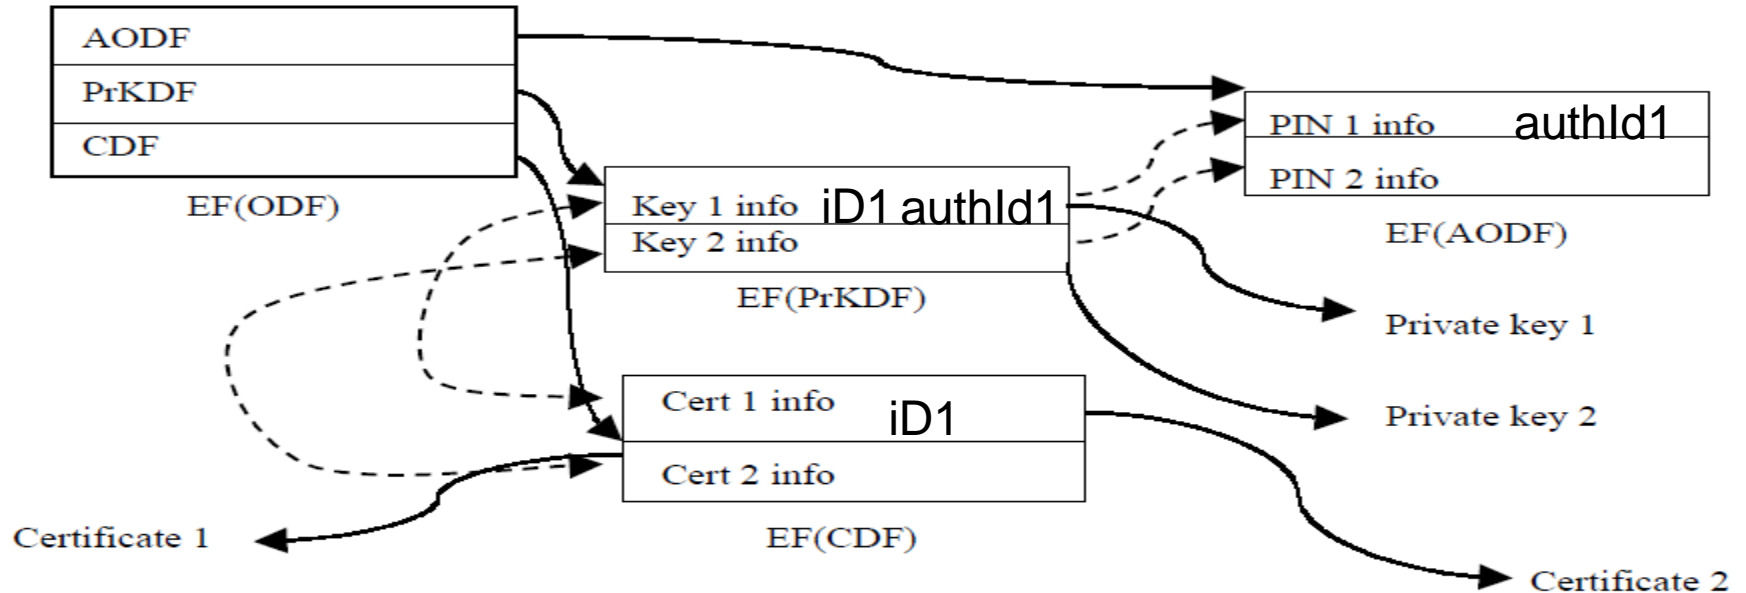 AODF
PrKDF
CDF
EF(ODF)
PIN 1 info authId1
PIN 2 info
EF(AODF)
Key 1 info iD1 authId1
Key 2 info
EF(PrKDF)
Private key 1
Private key 2
Cert 1 info iD1
Cert 2 info
EF(CDF)
Certificate 1
Certificate 2